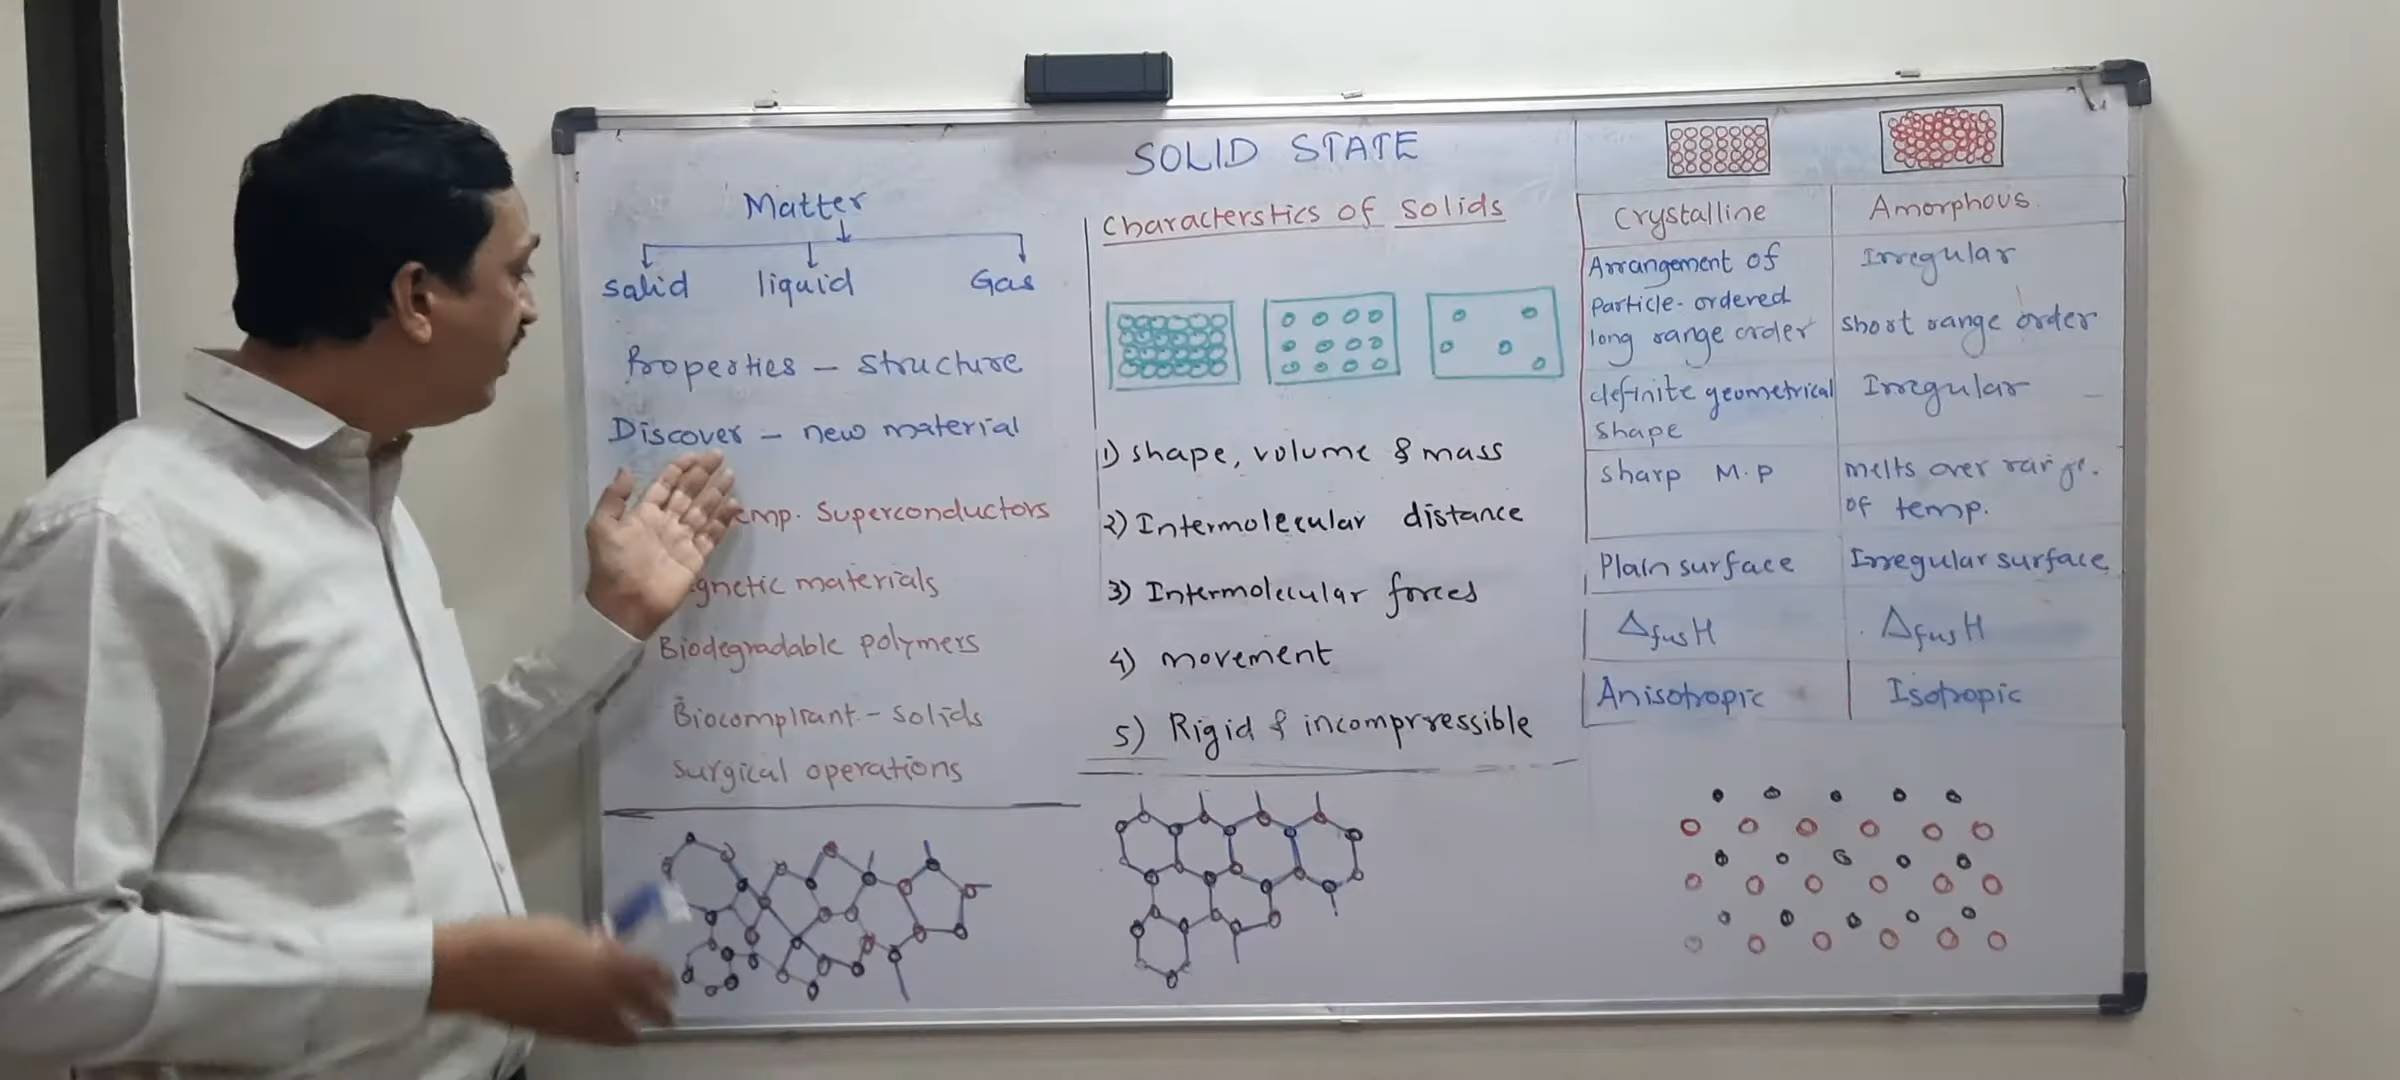 SOLID STATE
Matter
Salid liquid Gas
Properties – structure
Discover – new material
Superconductors
materials
Biodegradable polymers
Biocompliant – solids
surgical operations
Characterstics of solids
1) shape, volume & mass
2) Intermolecular distance
3) Intermolecular forces
4) movement
5) Rigid & incomprressible
Crystalline Amorphous
Arrangement of
Particle - ordered
long range order
Irregular
short range order
definite geometrical
shape
Irregular
sharp M.P
melts over range.
of temp.
Plain surface Irregular surface
ΔfusH ΔfusH
Anisotropic Isotropic